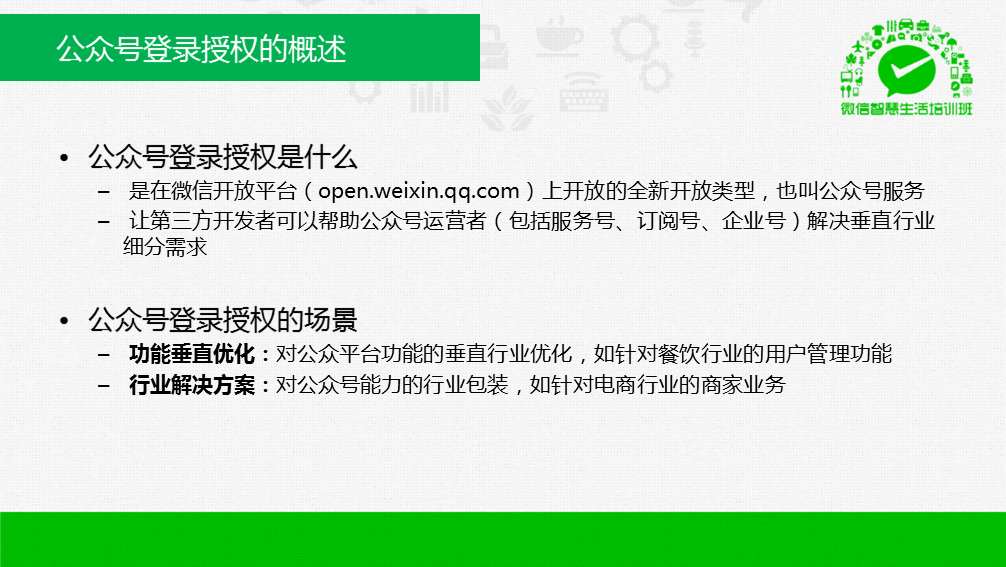 公众号登录授权的概述
微信智慧生活培训班
• 公众号登录授权是什么
– 是在微信开放平台（open.weixin.qq.com）上开放的全新开放类型，也叫公众号服务
– 让第三方开发者可以帮助公众号运营者（包括服务号、订阅号、企业号）解决垂直行业
细分需求
• 公众号登录授权的场景
– 功能垂直优化：对公众平台功能的垂直行业优化，如针对餐饮行业的用户管理功能
– 行业解决方案：对公众号能力的行业包装，如针对电商行业的商家业务